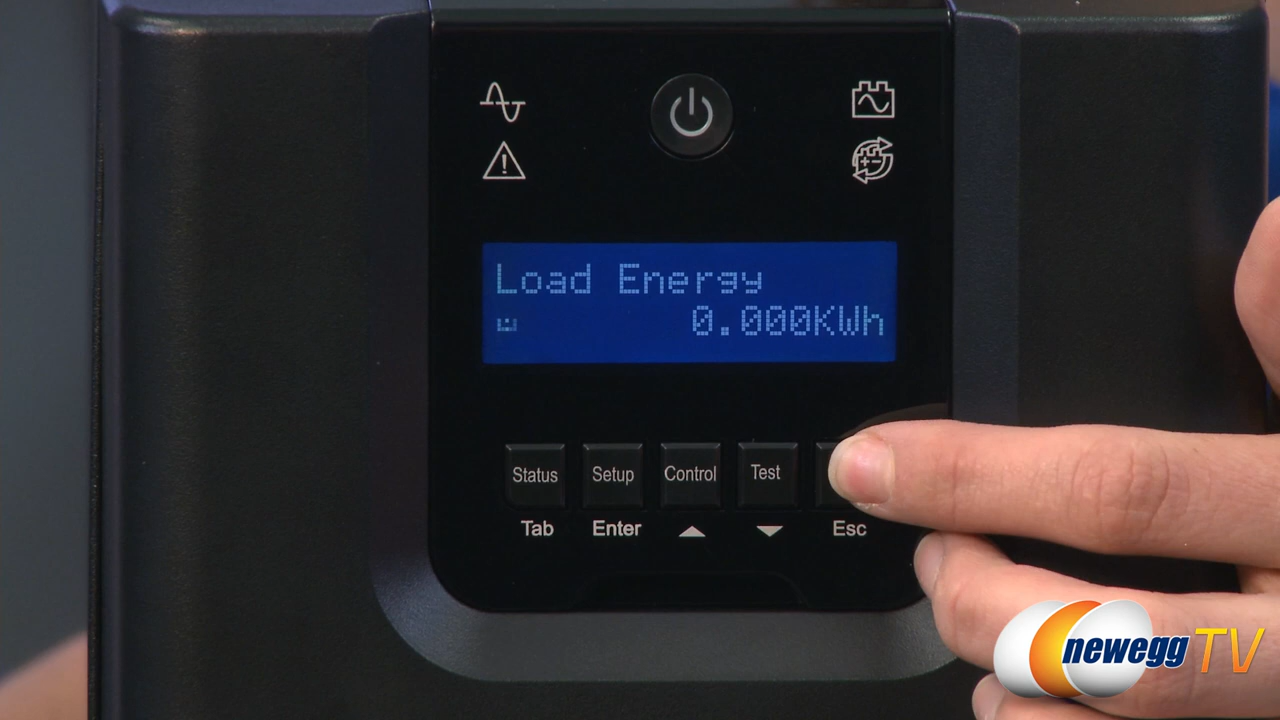 Load Energy
0.000KWh
Status Setup Control Test
Tab Enter Esc
newegg TV